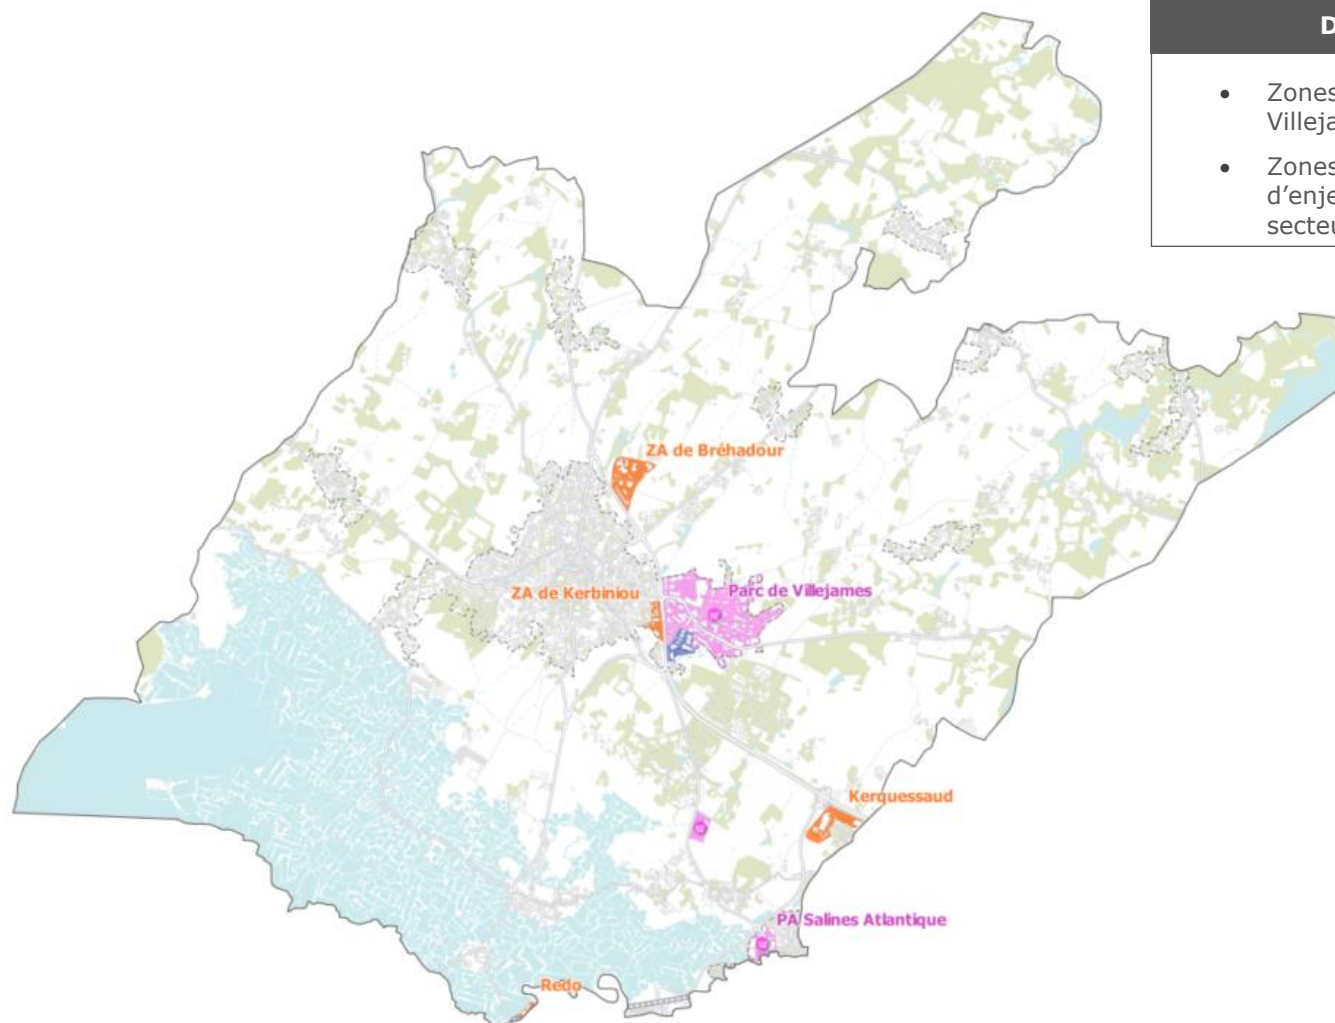 D
• Zones
Villeja
• Zones
d'enje
secteu
ZA de Bréhadour
ZA de Kerbiniou
Parc de Villejames
Kerquessaud
PA Salines Atlantique
Redo